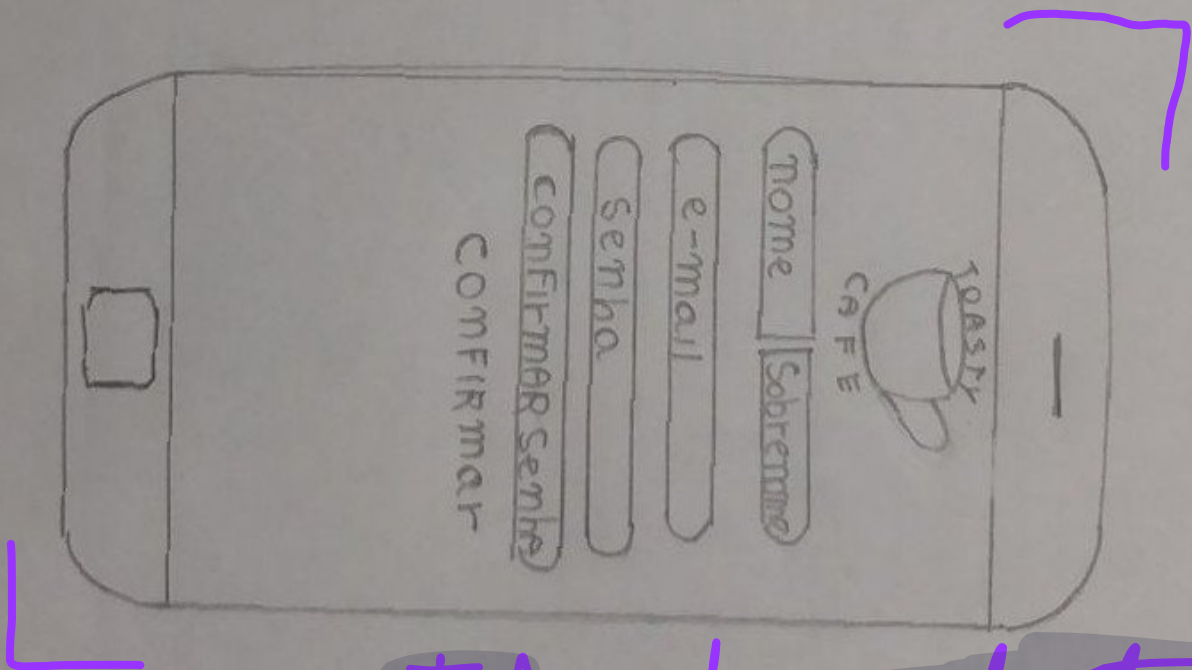 TOASTY
CAFE
nome Sobrenome
e-mail
senha
confirmAR senha
CONFIRmar